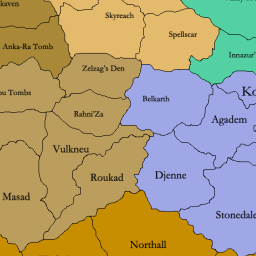 kaven
Skyreach
Spellscar
Anka-Ra Tomb
Innazur'
Zelzag's Den
ou Tombs
Belkarth
Rahni'Za
Agadem
Vulkneu
Roukad
Djenne
Masad
Stonedale
Northall